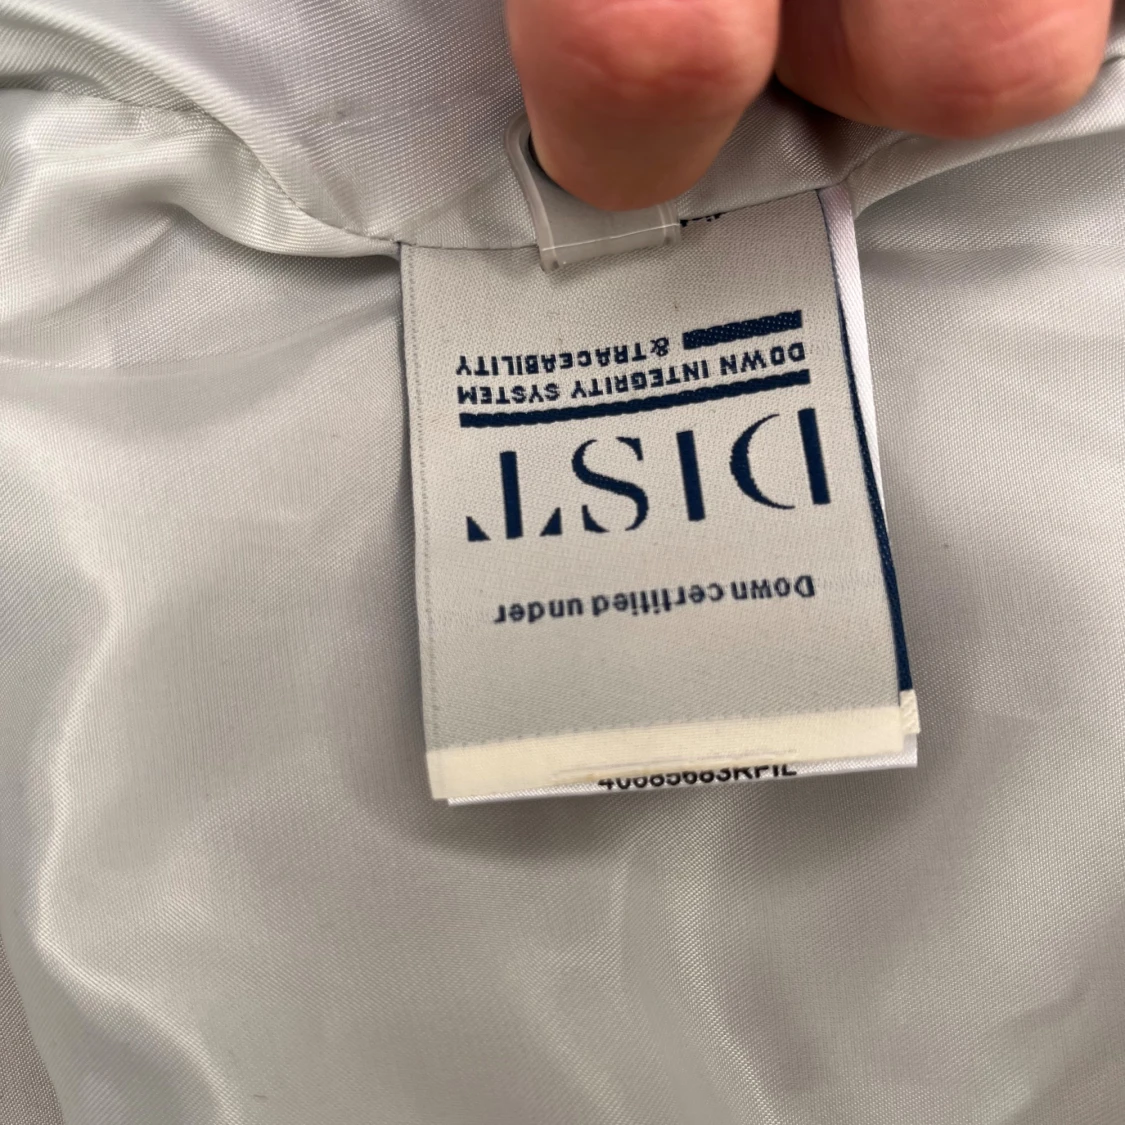 Down certified under
DIST
DOWN INTEGRITY SYSTEM
& TRACEABILITY